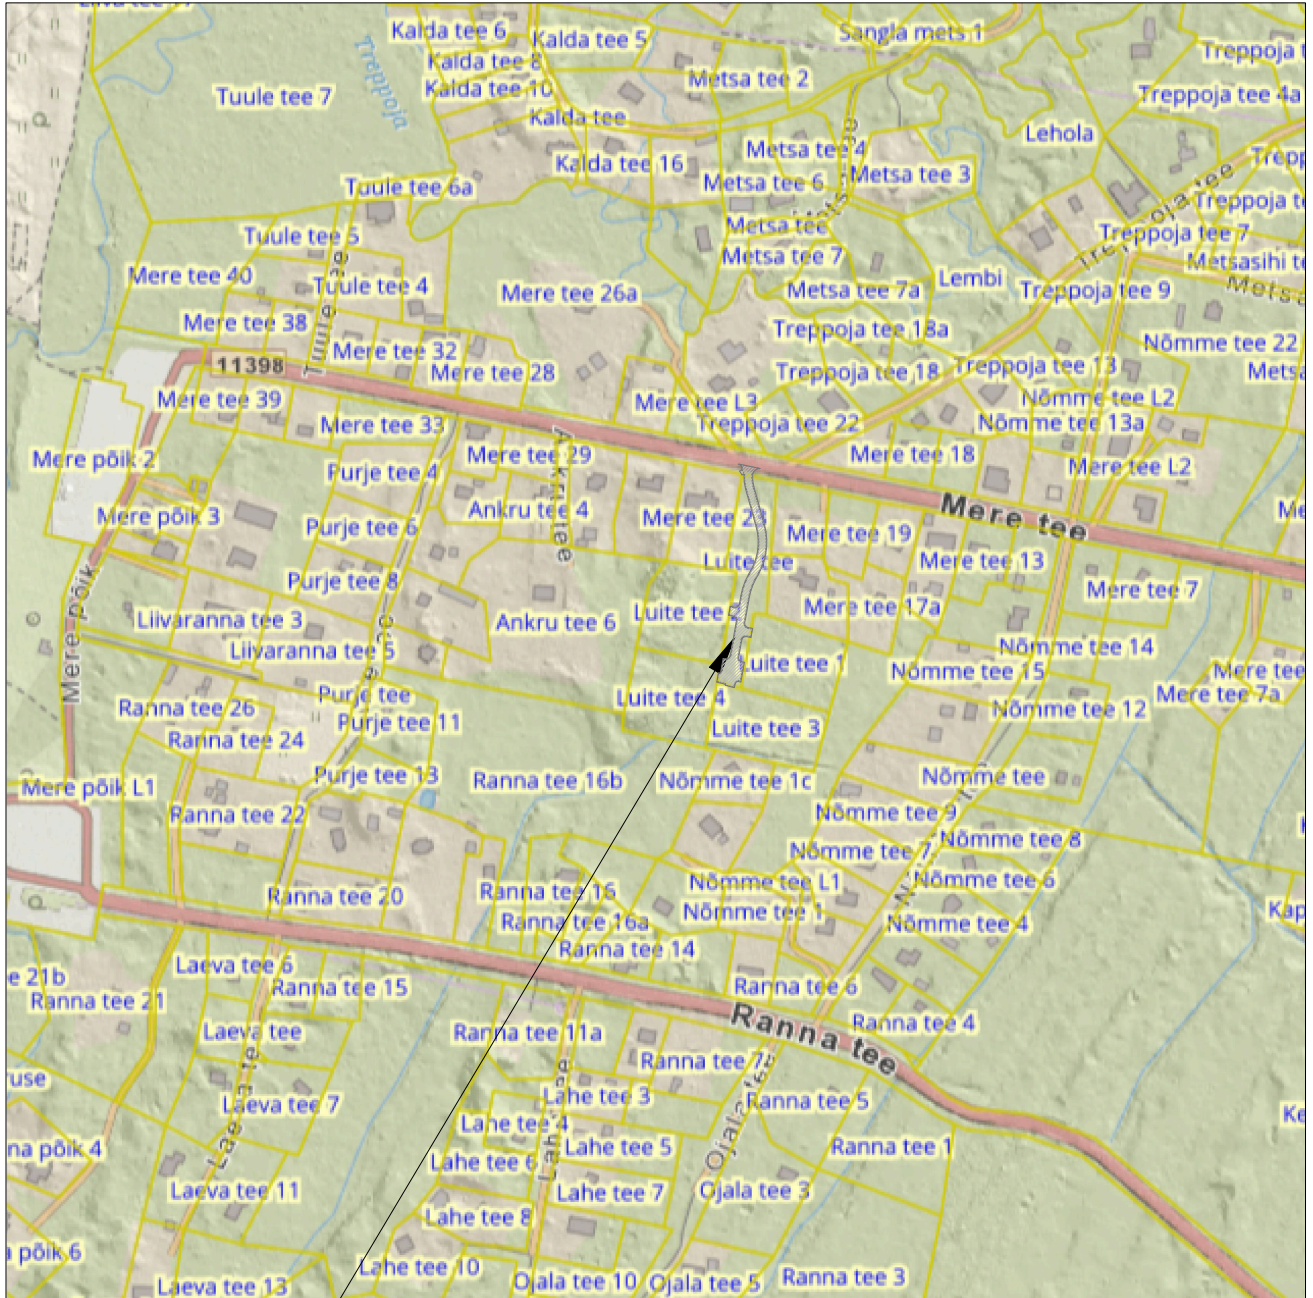 Kalda tee 6
Kalda tee 5
Sangla mets 1
Kalda tee 8
Metsa tee 2
Treppoja
Tuule tee 7
Kalda tee 10
Treppoja tee 4a
Kalda tee
Lehola
Metsa tee 4
Kalda tee 16
Metsa tee 6
Metsa tee 3
Tuule tee 6a
Treppoja tee
Metsa tee
Treppoja tee 7
Tuule tee 5
Metsa tee 7
Mere tee 40
Lembi
Tuule tee 4
Mere tee 26a
Metsa tee 7a
Treppoja tee 9
Tuule tee
Mere tee 38
Treppoja tee 18a
Nõmme tee 22
Mere tee 32
11398
Mere tee 28
Treppoja tee 18
Treppoja tee 13
Mere tee 39
Mere tee L3
Nõmme tee L2
Mere tee 33
Treppoja tee 22
Nõmme tee 13a
Mere põik 2
Mere tee 29
Mere tee 18
Mere tee L2
Purje tee 4
Ankru tee
Mere põik 3
Ankru tee 4
Mere tee
Purje tee 6
Mere tee 19
Luite tee
Mere tee 13
Purje tee 8
Mere tee 7
Mere põik
Liivaranna tee 3
Ankru tee 6
Luite tee
Mere tee 17a
Liivaranna tee 5
Nõmme tee 14
Luite tee 1
Nõmme tee 15
Purje tee
Luite tee 4
Mere tee 7a
Ranna tee 26
Nõmme tee 12
Purje tee 11
Luite tee 3
Ranna tee 24
Purje tee 13
Ranna tee 16b
Nõmme tee 1c
Nõmme tee
Mere põik L1
Ranna tee 22
Nõmme tee 9
Nõmme tee 8
Nõmme tee 7
Nõmme tee L1
Nõmme tee 6
Ranna tee 20
Ranna tee 16
Nõmme tee 1
Ranna tee 16a
Nõmme tee 4
Ranna tee 14
Laeva tee 6
Ranna tee 6
Ranna tee 15
e 21b
Ranna tee 21
Ranna tee
Ranna tee 4
Laeva tee
Ranna tee 11a
Ranna tee 7
Lahe tee 3
Ranna tee 5
Laeva tee 7
Lahe tee 4
Lahe tee 5
Ranna tee 1
na põik 4
Lahe tee 6
Ojala tee
Laeva tee 11
Lahe tee 7
Ojala tee 3
Lahe tee 8
a põik 6
Lahe tee 10
Ojala tee 10
Ojala tee 5
Ranna tee 3
Laeva tee 13